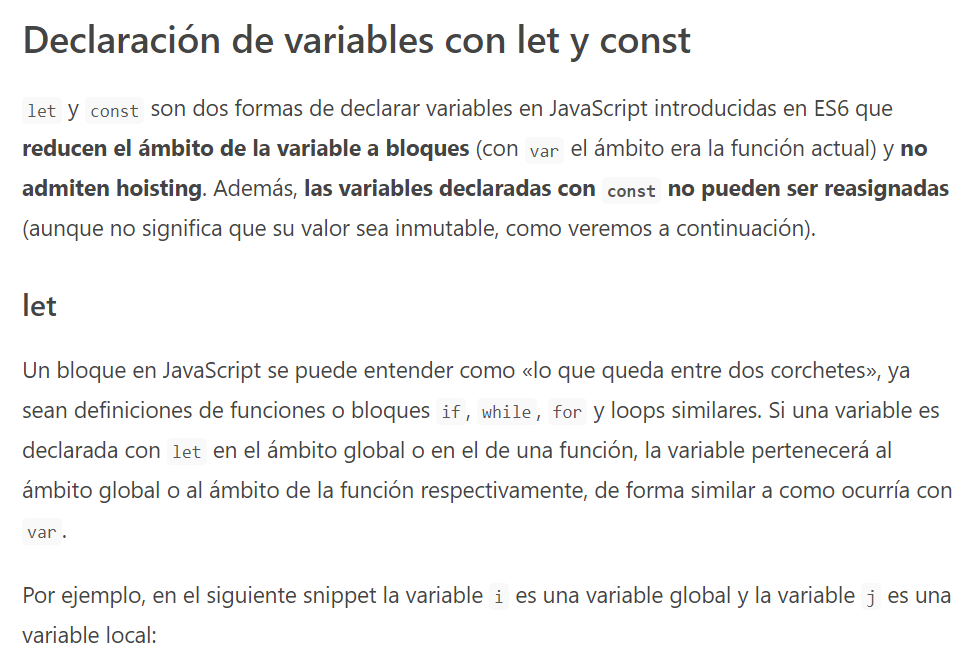 Declaración de variables con let y const
let y const son dos formas de declarar variables en JavaScript introducidas en ES6 que
reducen el ámbito de la variable a bloques (con var el ámbito era la función actual) y no
admiten hoisting. Además, las variables declaradas con const no pueden ser reasignadas
(aunque no significa que su valor sea inmutable, como veremos a continuación).
let
Un bloque en JavaScript se puede entender como «lo que queda entre dos corchetes», ya
sean definiciones de funciones o bloques if, while, for y loops similares. Si una variable es
declarada con let en el ámbito global o en el de una función, la variable pertenecerá al
ámbito global o al ámbito de la función respectivamente, de forma similar a como ocurría con
var.
Por ejemplo, en el siguiente snippet la variable i es una variable global y la variable j es una
variable local: